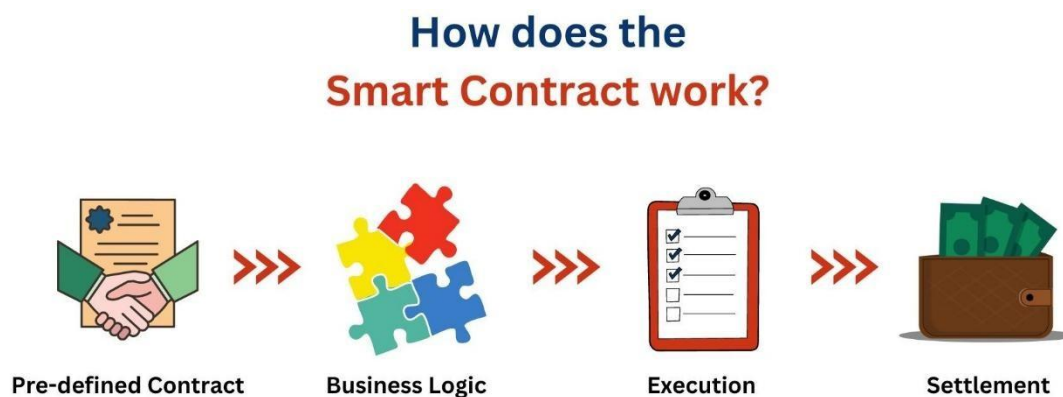 How does the
Smart Contract work?
Pre-defined Contract
Business Logic
Execution
Settlement